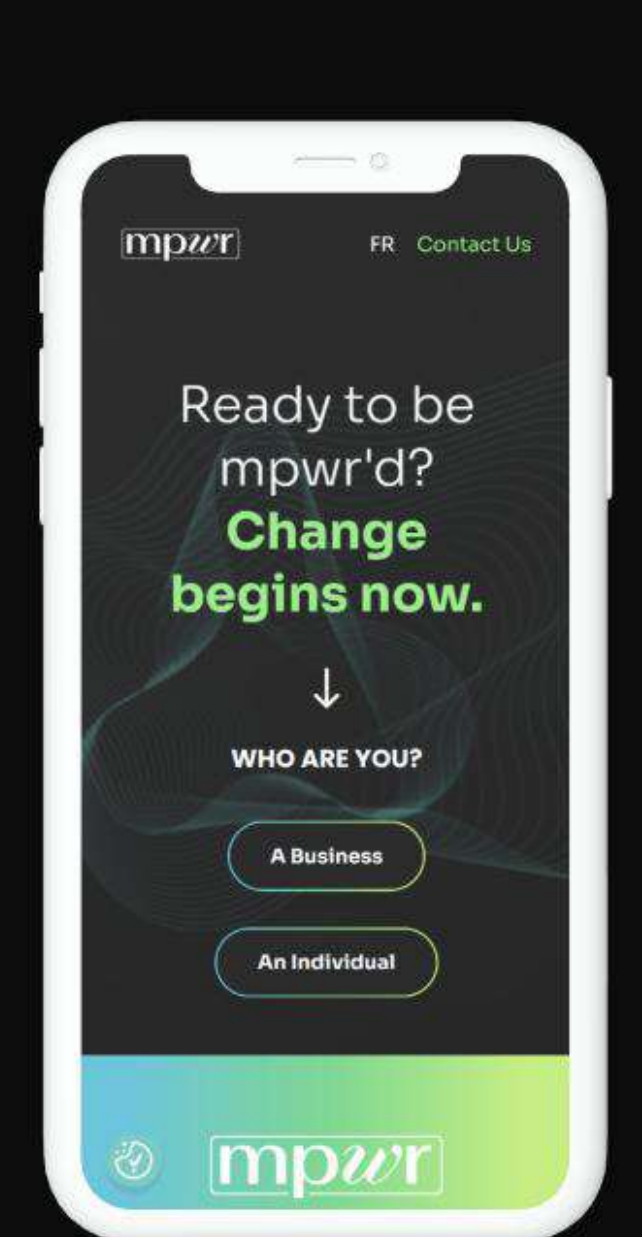 mpwr FR Contact Us
Ready to be
mpwr'd?
Change
begins now.
WHO ARE YOU?
A Business
An Individual
mpwr